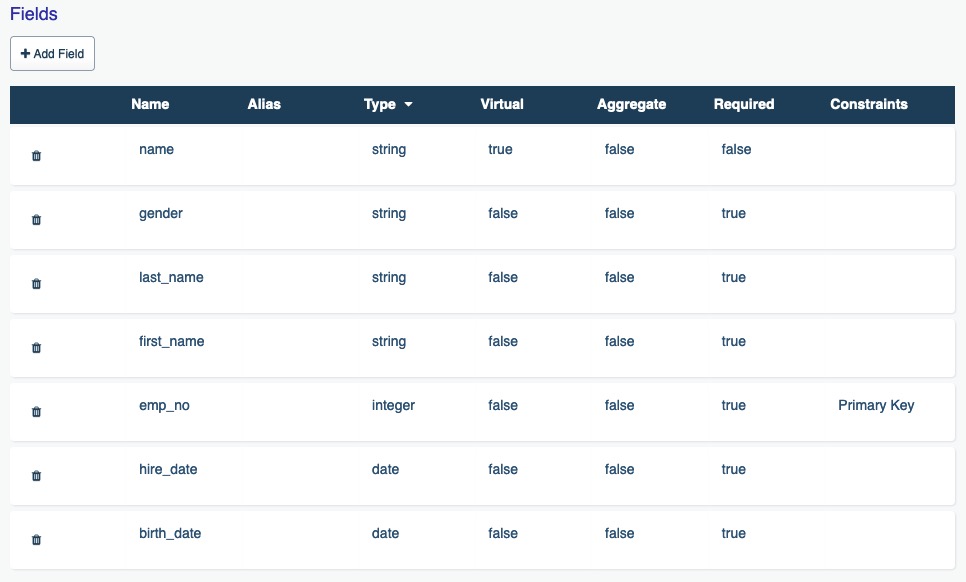 Fields
+ Add Field
Name Alias Type Virtual Aggregate Required Constraints
name string true false false
gender string false false true
last_name string false false true
first_name string false false true
emp_no integer false false true Primary Key
hire_date date false false true
birth_date date false false true